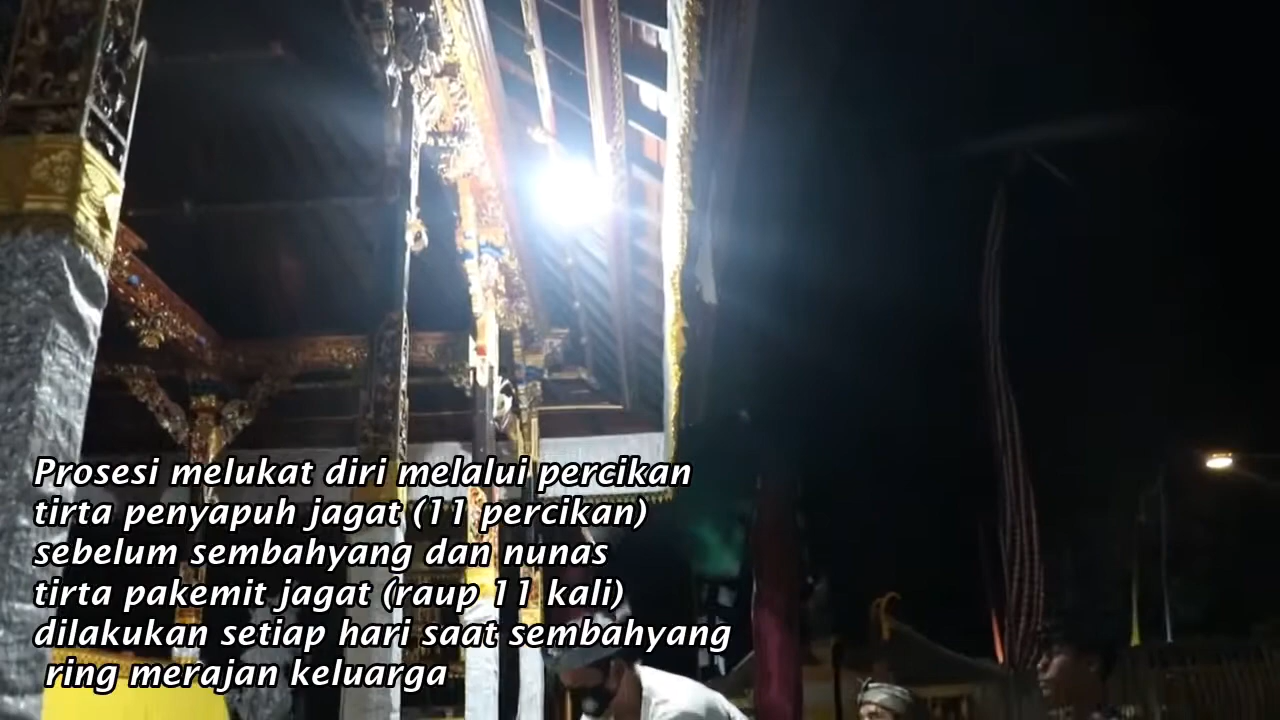 Prosesi melukat diri melalui percikan
tirta penyapuh jagat (11 percikan)
sebelum sembahyang dan nunas
tirta pakemit jagat (raup 11 kali)
dilakukan setiap hari saat sembahyang
ring merajan keluarga